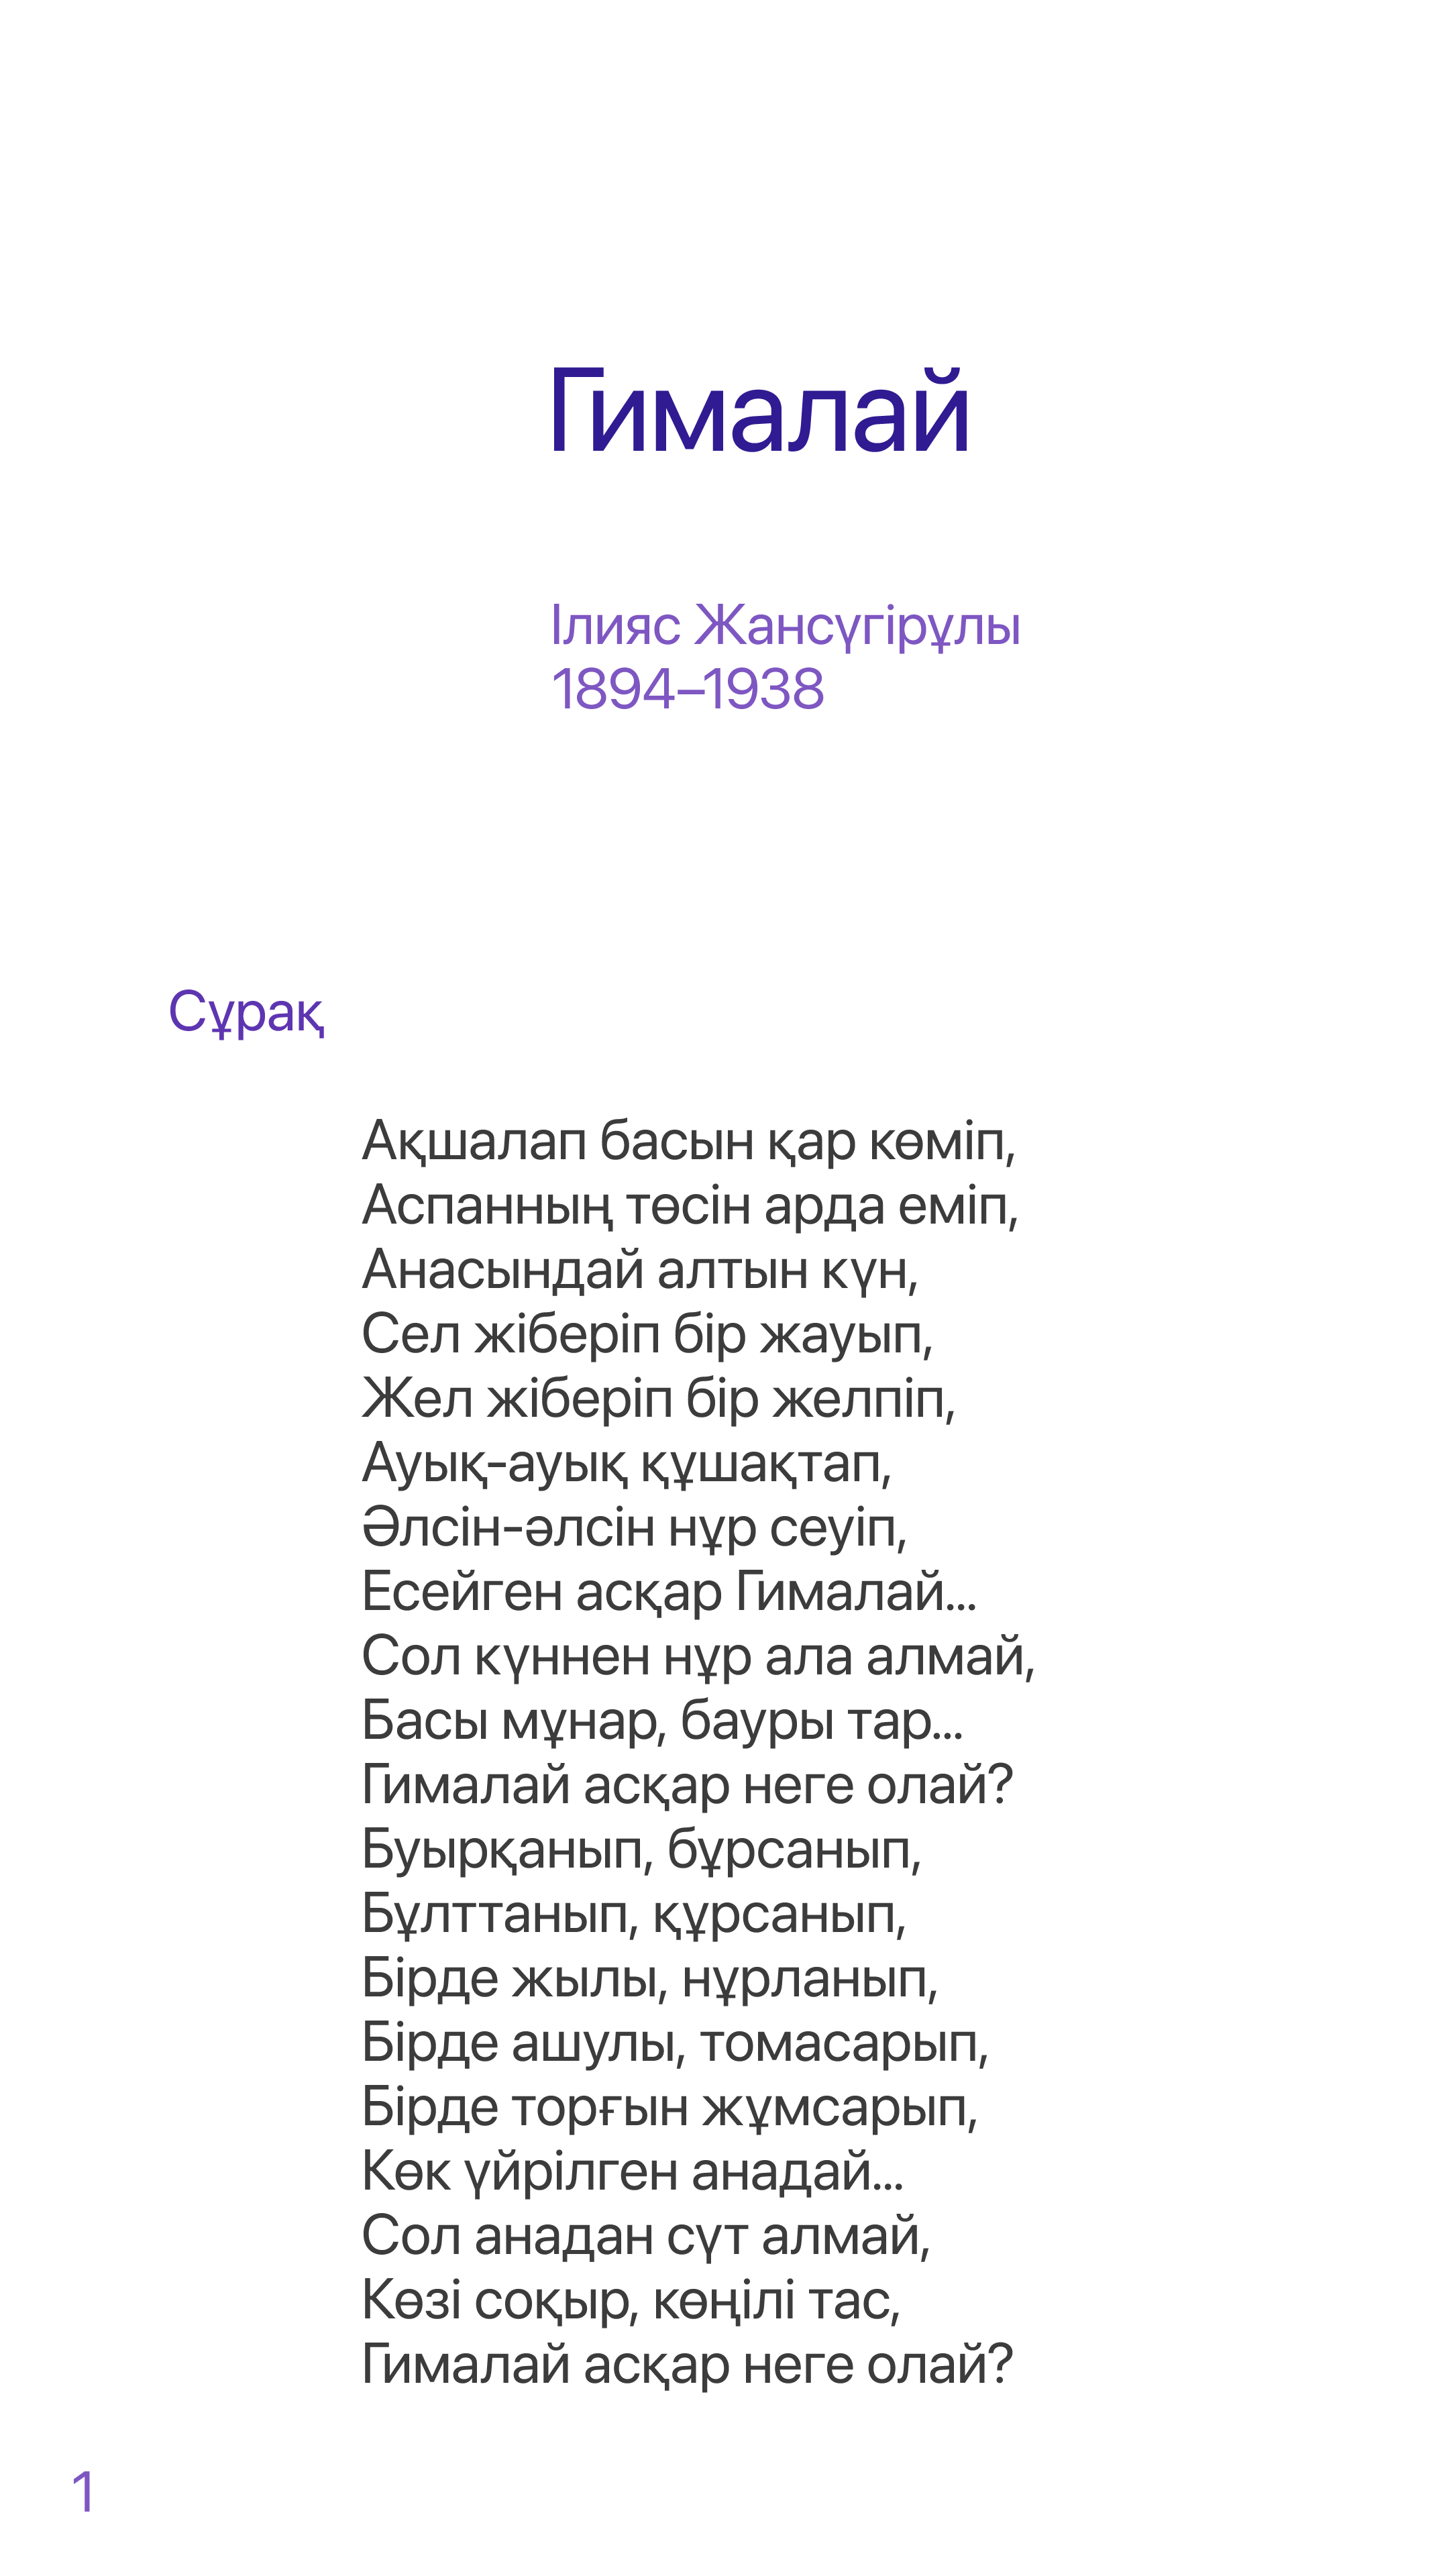 Гималай
Ілияс Жансүгірұлы
1894–1938
Сұрақ
Ақшалап басын қар көміп,
Аспанның төсін арда еміп,
Анасындай алтын күн,
Сел жіберіп бір жауып,
Жел жіберіп бір желпіп,
Ауық-ауық құшақтап,
Әлсін-әлсін нұр сеуіп,
Есейген асқар Гималай...
Сол күннен нұр ала алмай,
Басы мұнар, бауры тар...
Гималай асқар неге олай?
Буырқанып, бұрсанып,
Бұлттанып, құрсанып,
Бірде жылы, нұрланып,
Бірде ашулы, томасарып,
Бірде торғын жұмсарып,
Көк үйрілген анадай...
Сол анадан сүт алмай,
Көзі соқыр, көңілі тас,
Гималай асқар неге олай?
1